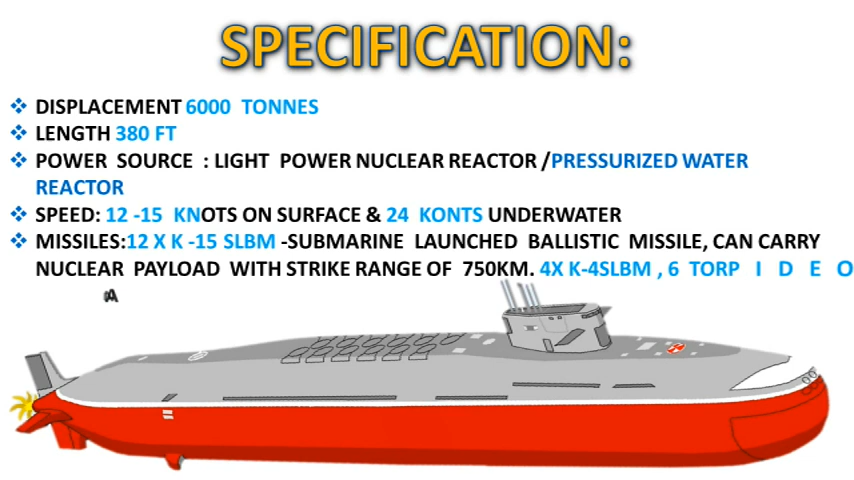 SPECIFICATION:
DISPLACEMENT 6000 TONNES
LENGTH 380 FT
POWER SOURCE : LIGHT POWER NUCLEAR REACTOR /PRESSURIZED WATER
REACTOR
SPEED: 12 -15 KNOTS ON SURFACE & 24 KONTS UNDERWATER
MISSILES:12 X K -15 SLBM -SUBMARINE LAUNCHED BALLISTIC MISSILE, CAN CARRY
NUCLEAR PAYLOAD WITH STRIKE RANGE OF 750KM. 4X K-4SLBM , 6 TORP I D E O
A